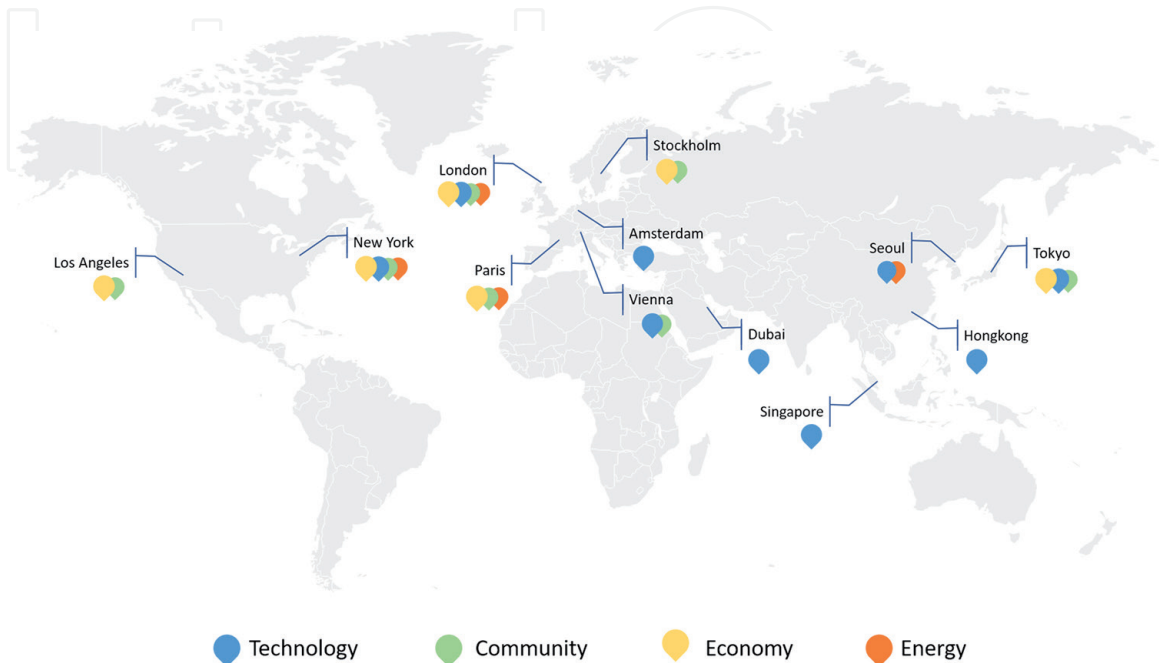 Stockholm
London
Amsterdam
New York
Seoul
Tokyo
Los Angeles
Paris
Vienna
Dubai
Hongkong
Singapore
Technology
Community
Economy
Energy